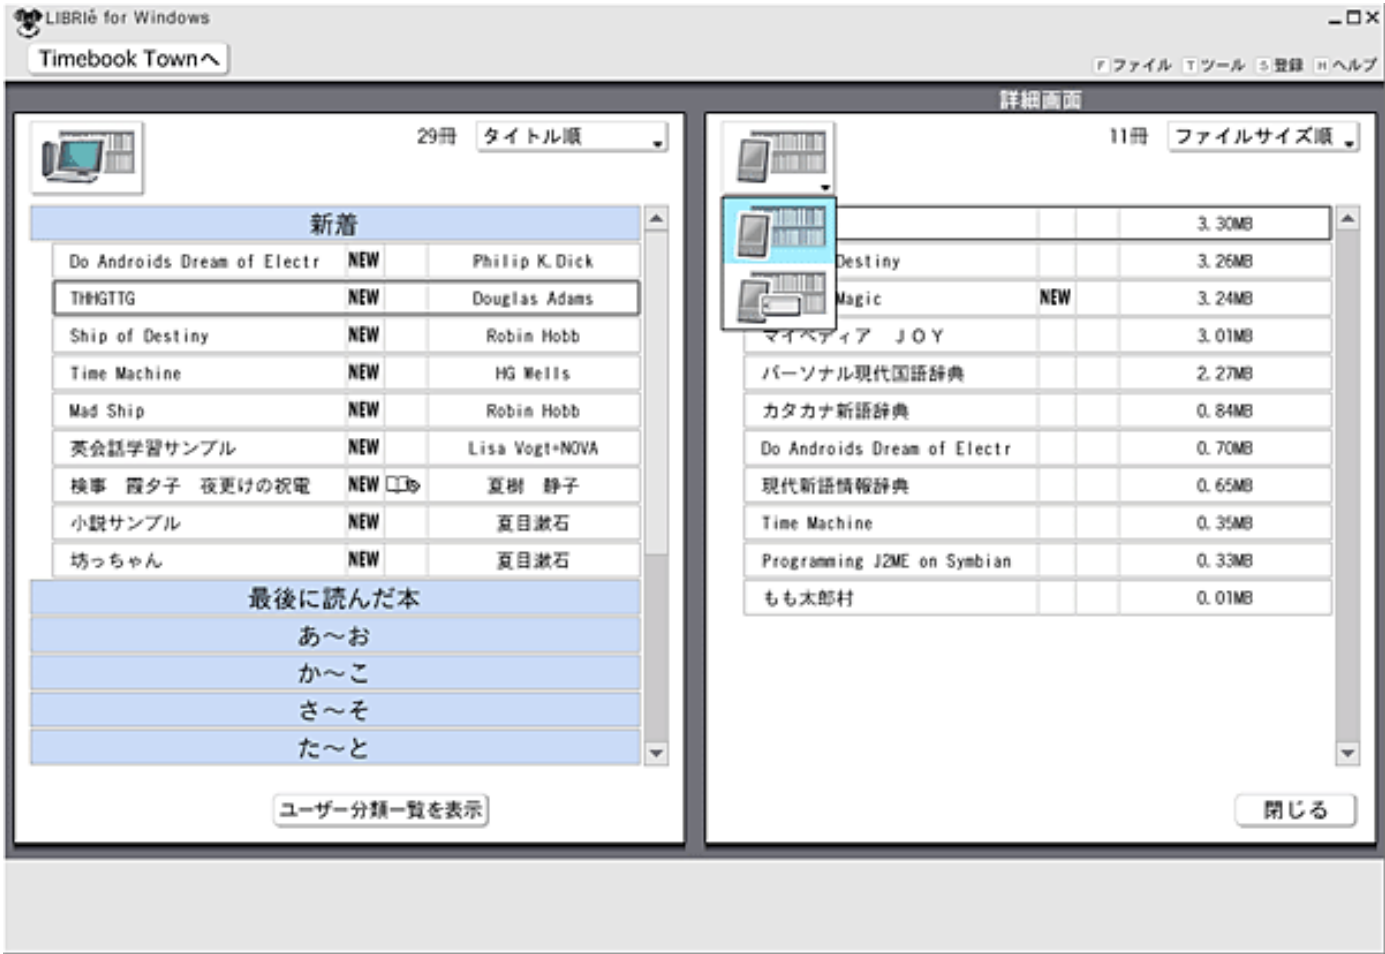 LIBRIé for Windows
Timebook Townへ
F ファイル T ツール S 登録 H ヘルプ
詳細画面
29冊 タイトル順
新着
Do Androids Dream of Electr NEW Philip K. Dick
THHGTTG NEW Douglas Adams
Ship of Destiny NEW Robin Hobb
Time Machine NEW HG Wells
Mad Ship NEW Robin Hobb
英会話学習サンプル NEW Lisa Vogt+NOVA
検事 霞夕子 夜更けの祝電 NEW 夏樹 静子
小説サンプル NEW 夏目漱石
坊っちゃん NEW 夏目漱石
最後に読んだ本
あ〜お
か〜こ
さ〜そ
た〜と
ユーザー分類一覧を表示
11冊 ファイルサイズ順
3.30MB
Destiny 3.26MB
Magic NEW 3.24MB
マイペディア JOY 3.01MB
パーソナル現代国語辞典 2.27MB
カタカナ新語辞典 0.84MB
Do Androids Dream of Electr 0.70MB
現代新語情報辞典 0.65MB
Time Machine 0.35MB
Programming J2ME on Symbian 0.33MB
もも太郎村 0.01MB
閉じる